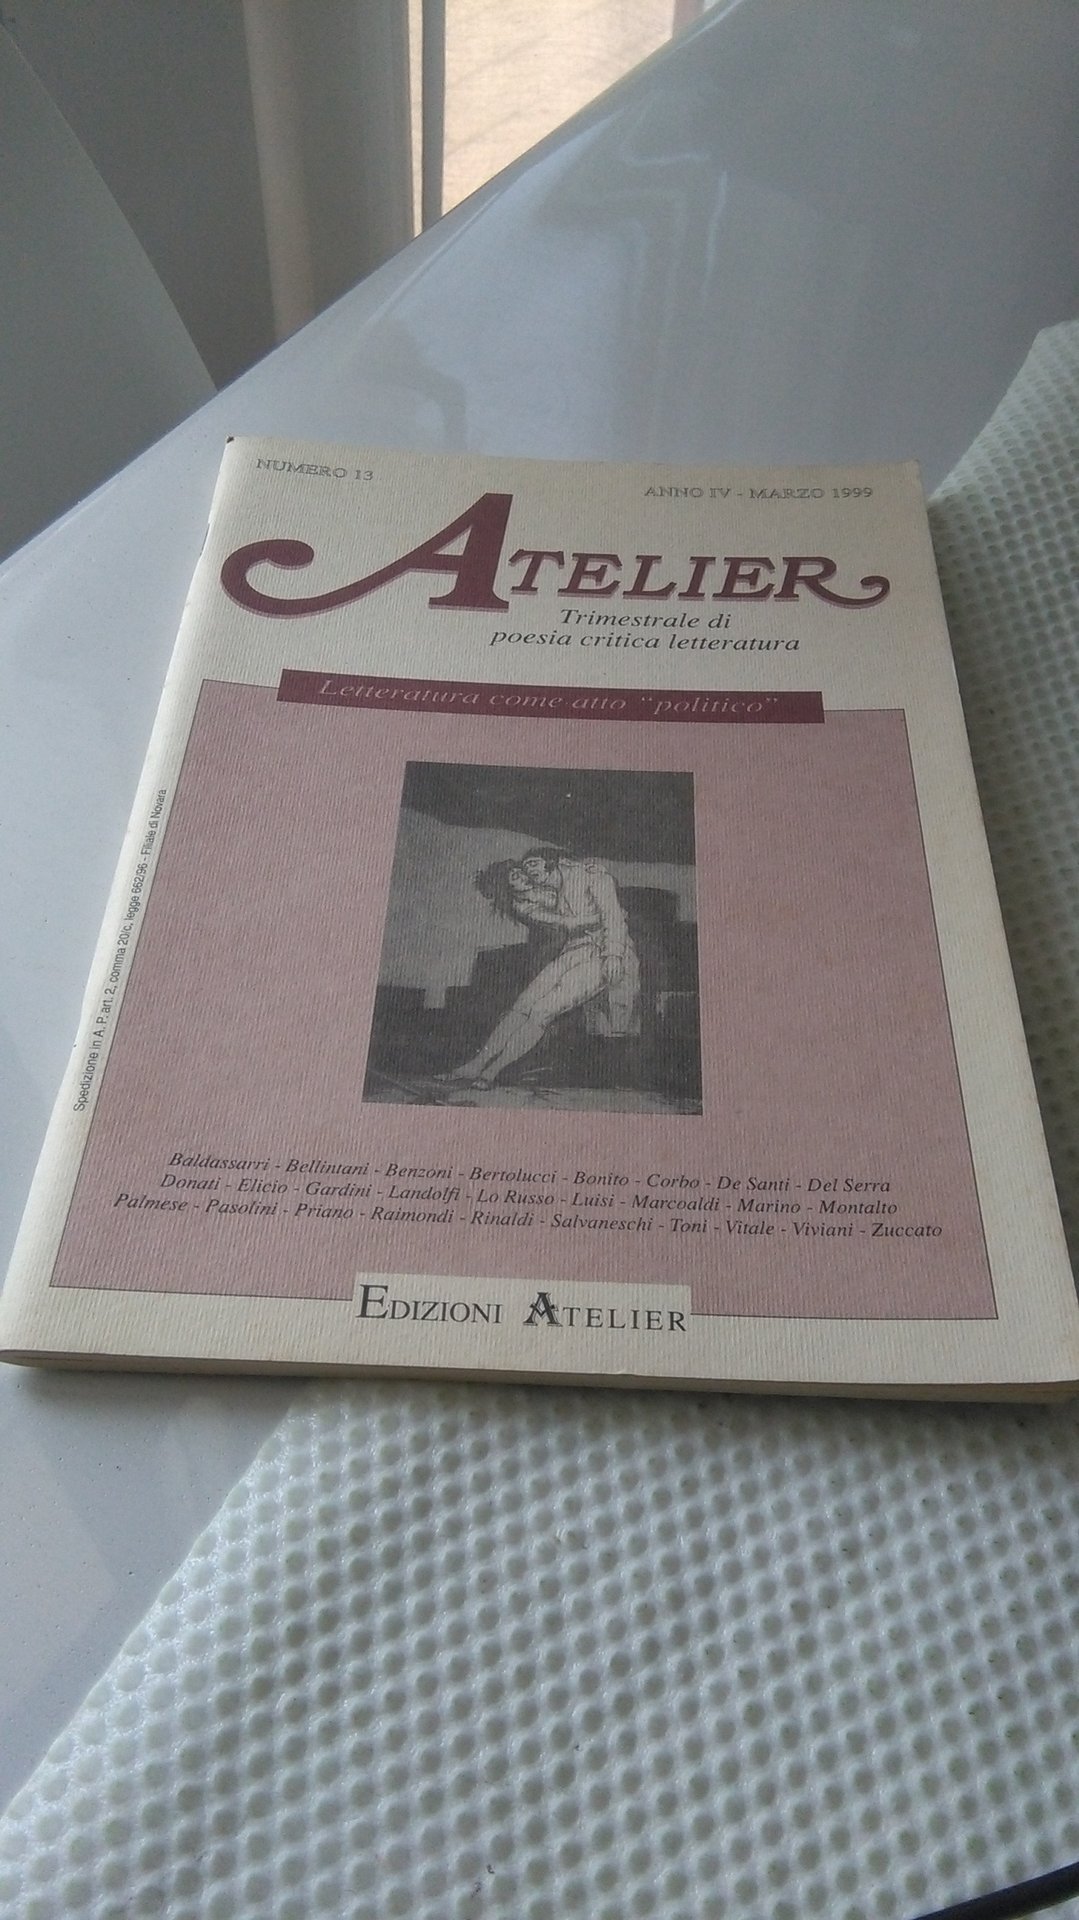 NUMERO 13
ANNO IV - MARZO 1999
ATELIER
Trimestrale di
poesia critica letteratura
Letteratura come atto "politico"
Spedizione in A. P. art. 2, comma 20/c, legge 662/96 - Filiale di Novara
Baldassarri - Bellintani - Benzoni - Bertolucci - Bonito - Corbo - De Santi - Del Serra
Donati - Elicio - Gardini - Landolfi - Lo Russo - Luisi - Marcoaldi - Marino - Montalto
Palmese - Pasolini - Priano - Raimondi - Rinaldi - Salvaneschi - Toni - Vitale - Viviani - Zuccato
EDIZIONI ATELIER